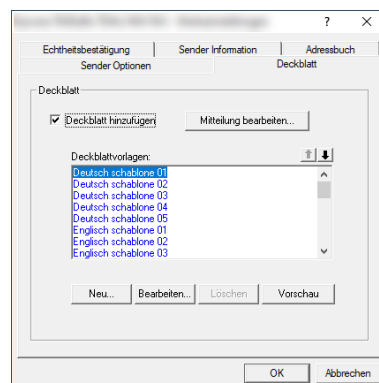 ? X
Echtheitsbestätigung Sender Information Adressbuch
Sender Optionen Deckblatt
Deckblatt
Deckblatt hinzufügen Mitteilung bearbeiten...
Deckblattvorlagen:
Deutsch schablone 01
Deutsch schablone 02
Deutsch schablone 03
Deutsch schablone 04
Deutsch schablone 05
Englisch schablone 01
Englisch schablone 02
Englisch schablone 03
Neu... Bearbeiten... Löschen Vorschau
OK Abbrechen